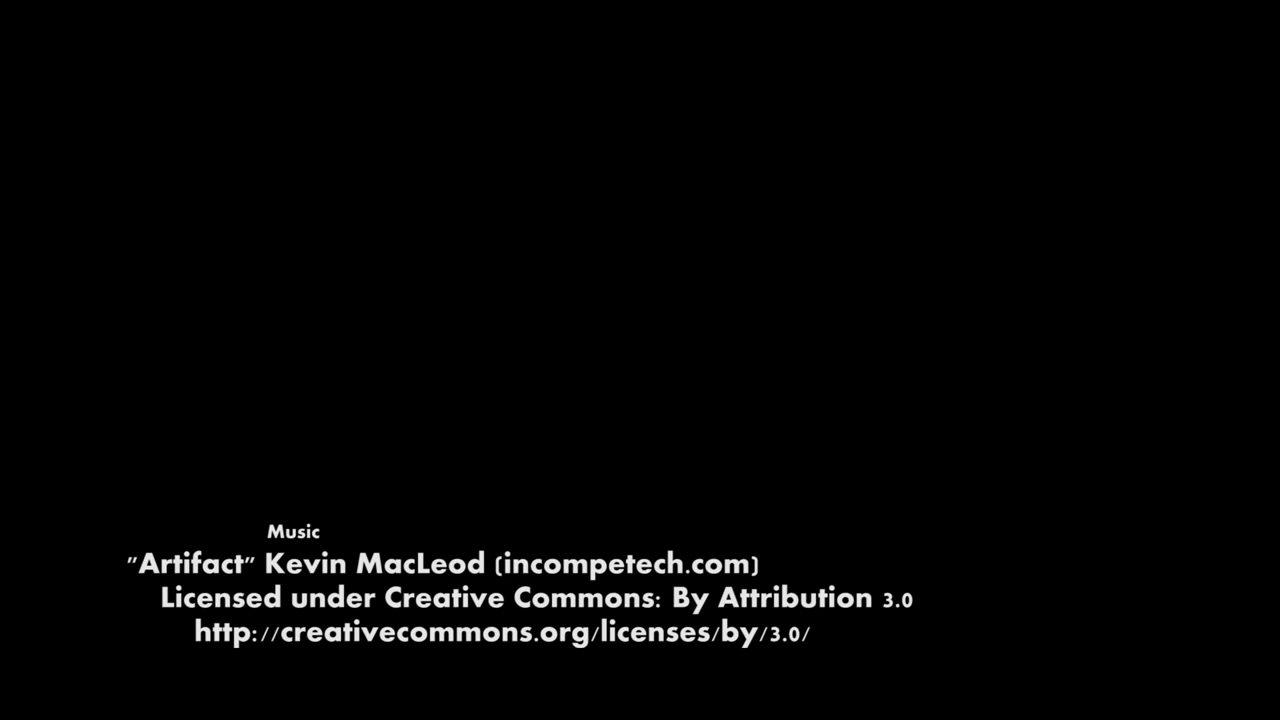 Music
"Artifact" Kevin MacLeod (incompetech.com)
Licensed under Creative Commons: By Attribution 3.0
http://creativecommons.org/licenses/by/3.0/